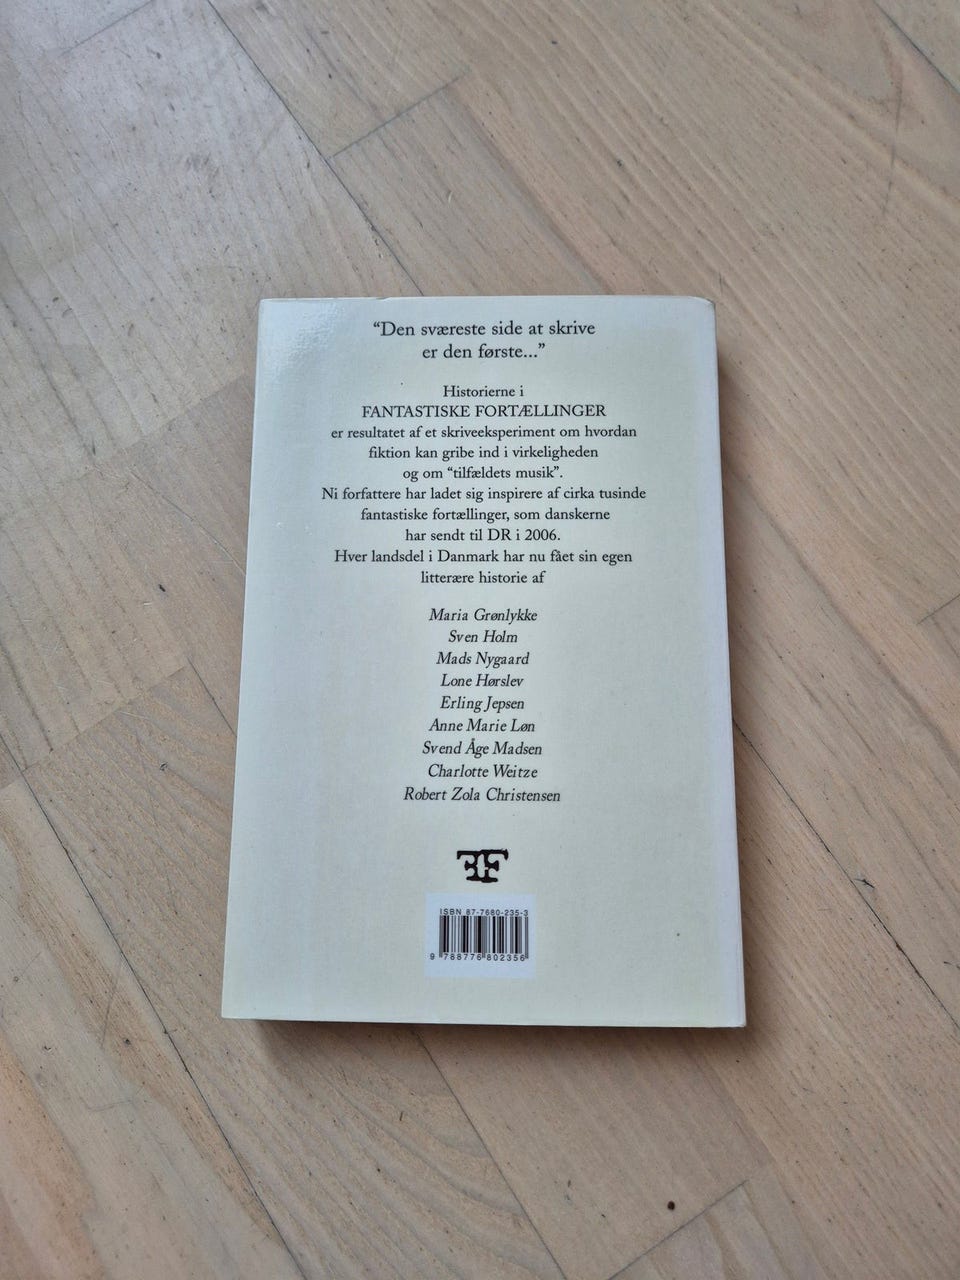 “Den sværeste side at skrive
er den første...”
Historierne i
FANTASTISKE FORTÆLLINGER
er resultatet af et skriveeksperiment om hvordan
fiktion kan gribe ind i virkeligheden
og om “tilfældets musik”.
Ni forfattere har ladet sig inspirere af cirka tusinde
fantastiske fortællinger, som danskerne
har sendt til DR i 2006.
Hver landsdel i Danmark har nu fået sin egen
litterære historie af
Maria Grønlykke
Sven Holm
Mads Nygaard
Lone Hørslev
Erling Jepsen
Anne Marie Løn
Svend Åge Madsen
Charlotte Weitze
Robert Zola Christensen
ISBN 87-7680-235-3
9 788776 802356